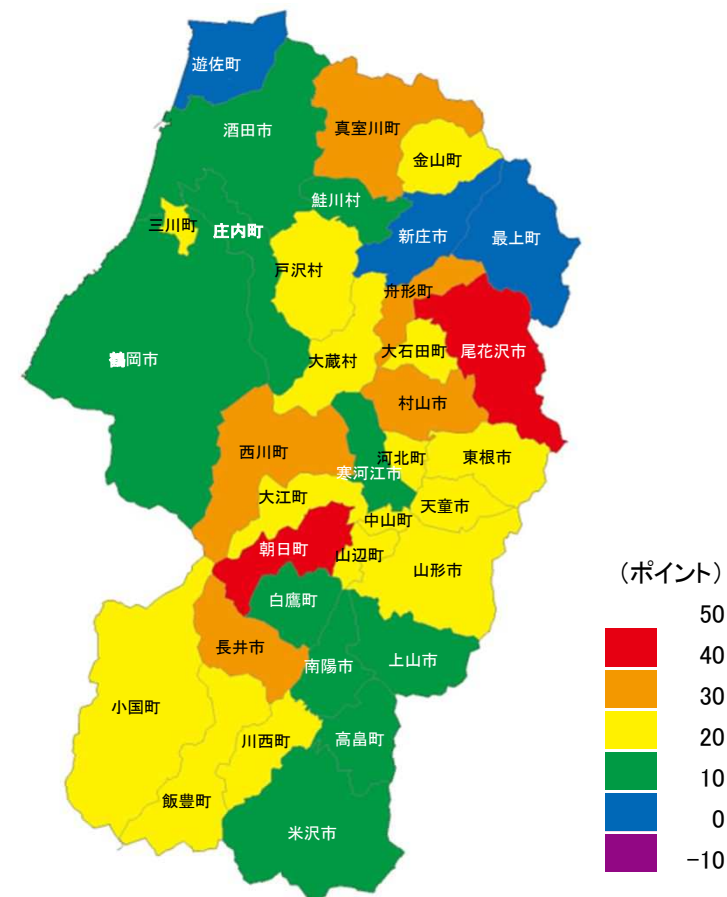 遊佐町
酒田市
真室川町
金山町
鮭川村
三川町
庄内町
新庄市
最上町
戸沢村
舟形町
鶴岡市
大蔵村
大石田町
尾花沢市
村山市
西川町
河北町
東根市
寒河江市
大江町
天童市
中山町
朝日町
山辺町
山形市
白鷹町
長井市
南陽市
上山市
小国町
川西町
高畠町
飯豊町
米沢市
(ポイント)
50
40
30
20
10
0
-10